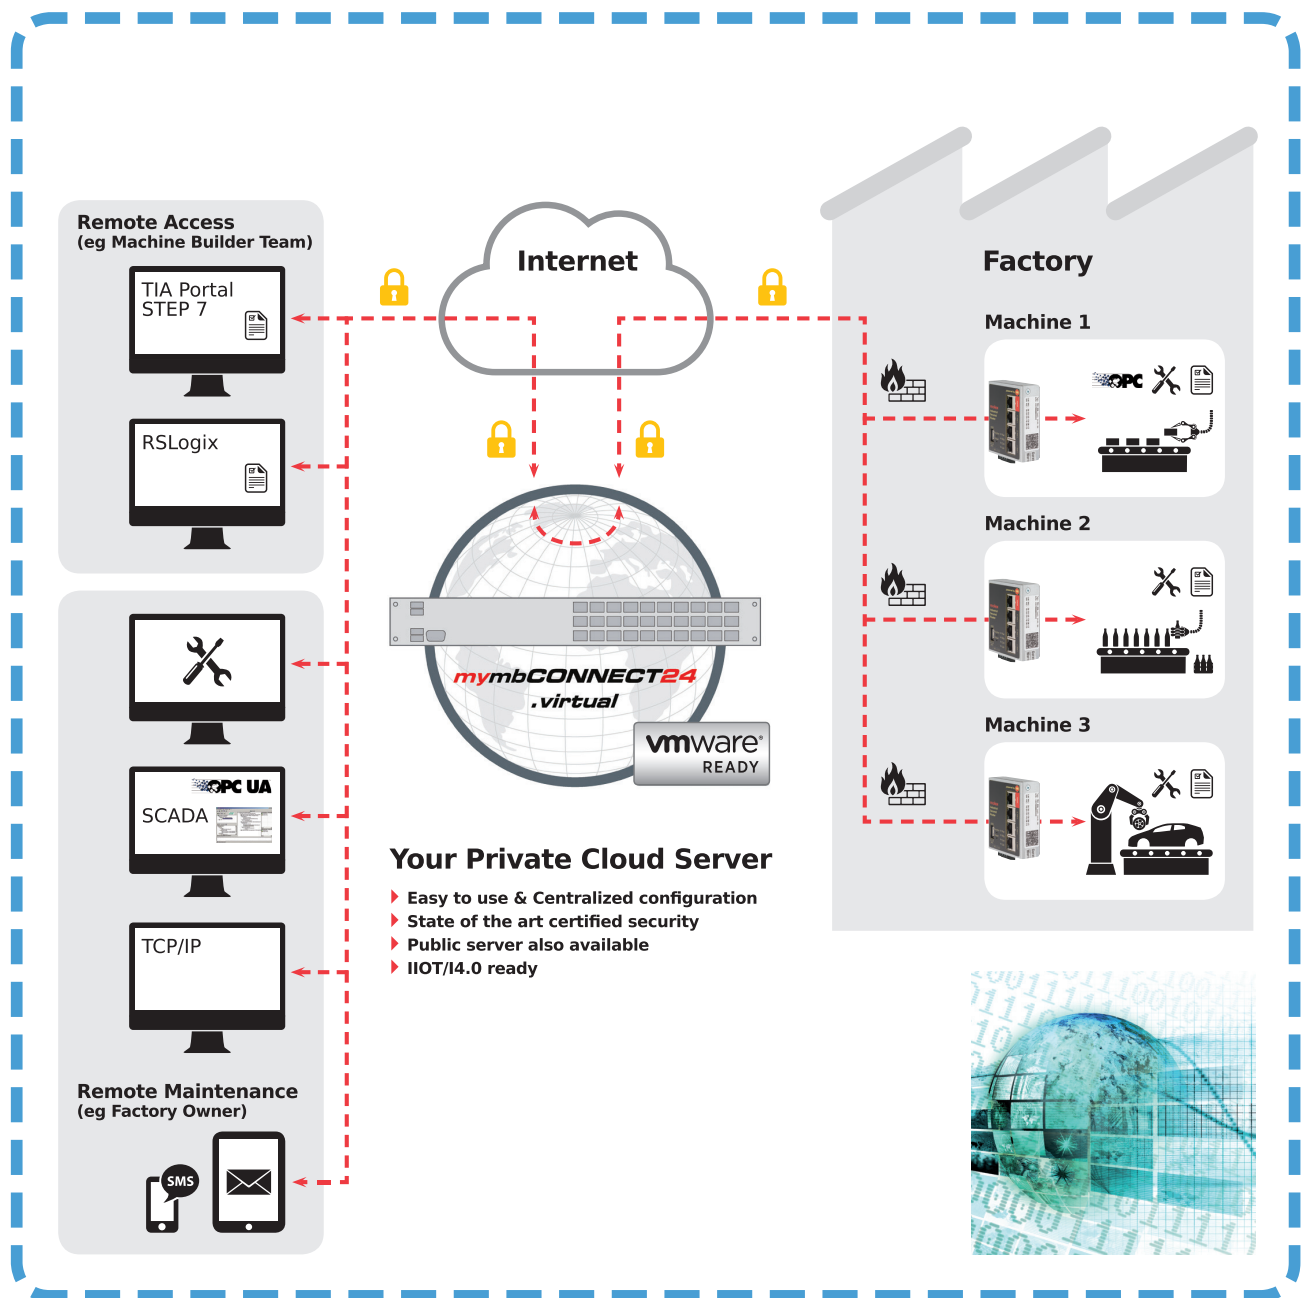 Remote Access
(eg Machine Builder Team)
TIA Portal
STEP 7
RSLogix
OPC UA
SCADA
TCP/IP
Remote Maintenance
(eg Factory Owner)
SMS
Internet
mymbCONNECT24
.virtual
vmware®
READY
Your Private Cloud Server
Easy to use & Centralized configuration
State of the art certified security
Public server also available
IIOT/I4.0 ready
Factory
Machine 1
OPC
Machine 2
Machine 3